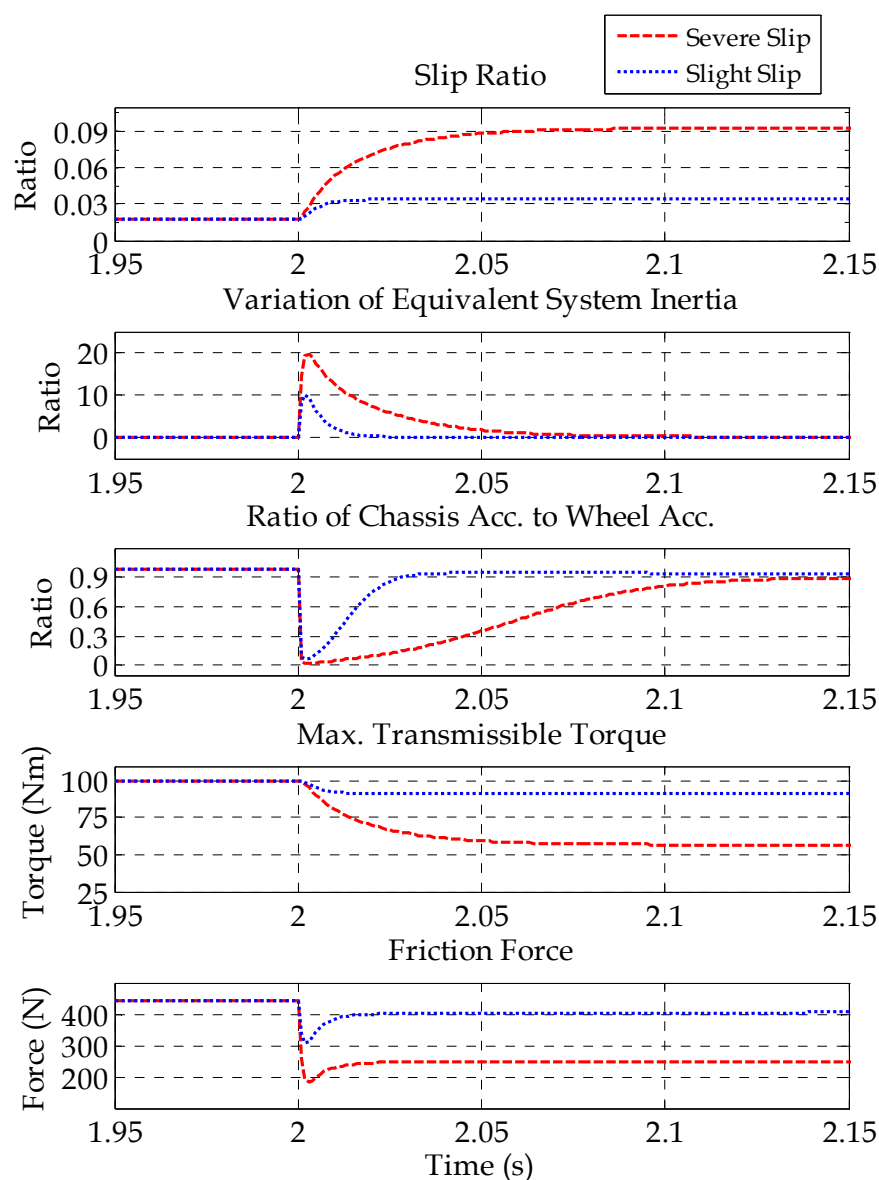 Severe Slip
Slight Slip
Slip Ratio
Ratio
0.09
0.06
0.03
0
1.95 2 2.05 2.1 2.15
Variation of Equivalent System Inertia
Ratio
20
10
0
1.95 2 2.05 2.1 2.15
Ratio of Chassis Acc. to Wheel Acc.
Ratio
0.9
0.6
0.3
0
1.95 2 2.05 2.1 2.15
Max. Transmissible Torque
Torque (Nm)
100
75
50
25
1.95 2 2.05 2.1 2.15
Friction Force
Force (N)
400
300
200
1.95 2 2.05 2.1 2.15
Time (s)